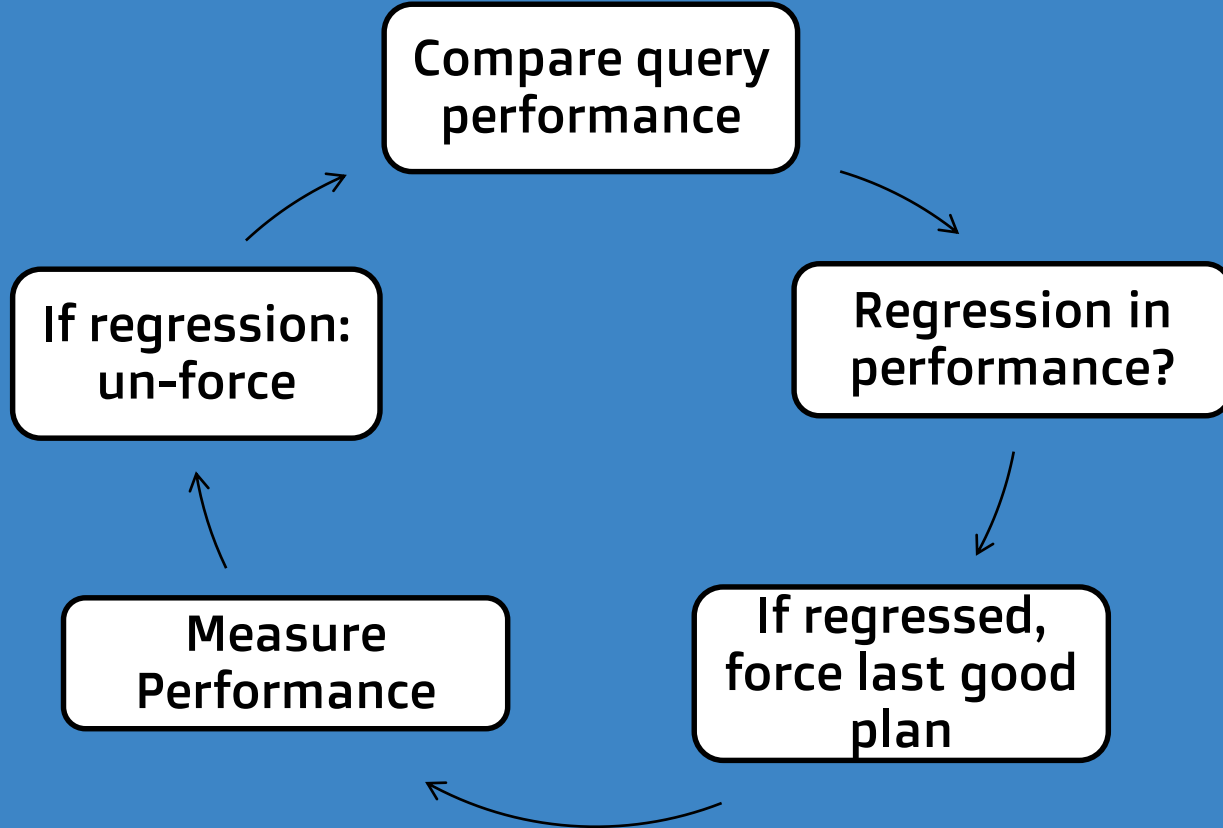 Compare query
performance
Regression in
performance?
If regressed,
force last good
plan
Measure
Performance
If regression:
un-force